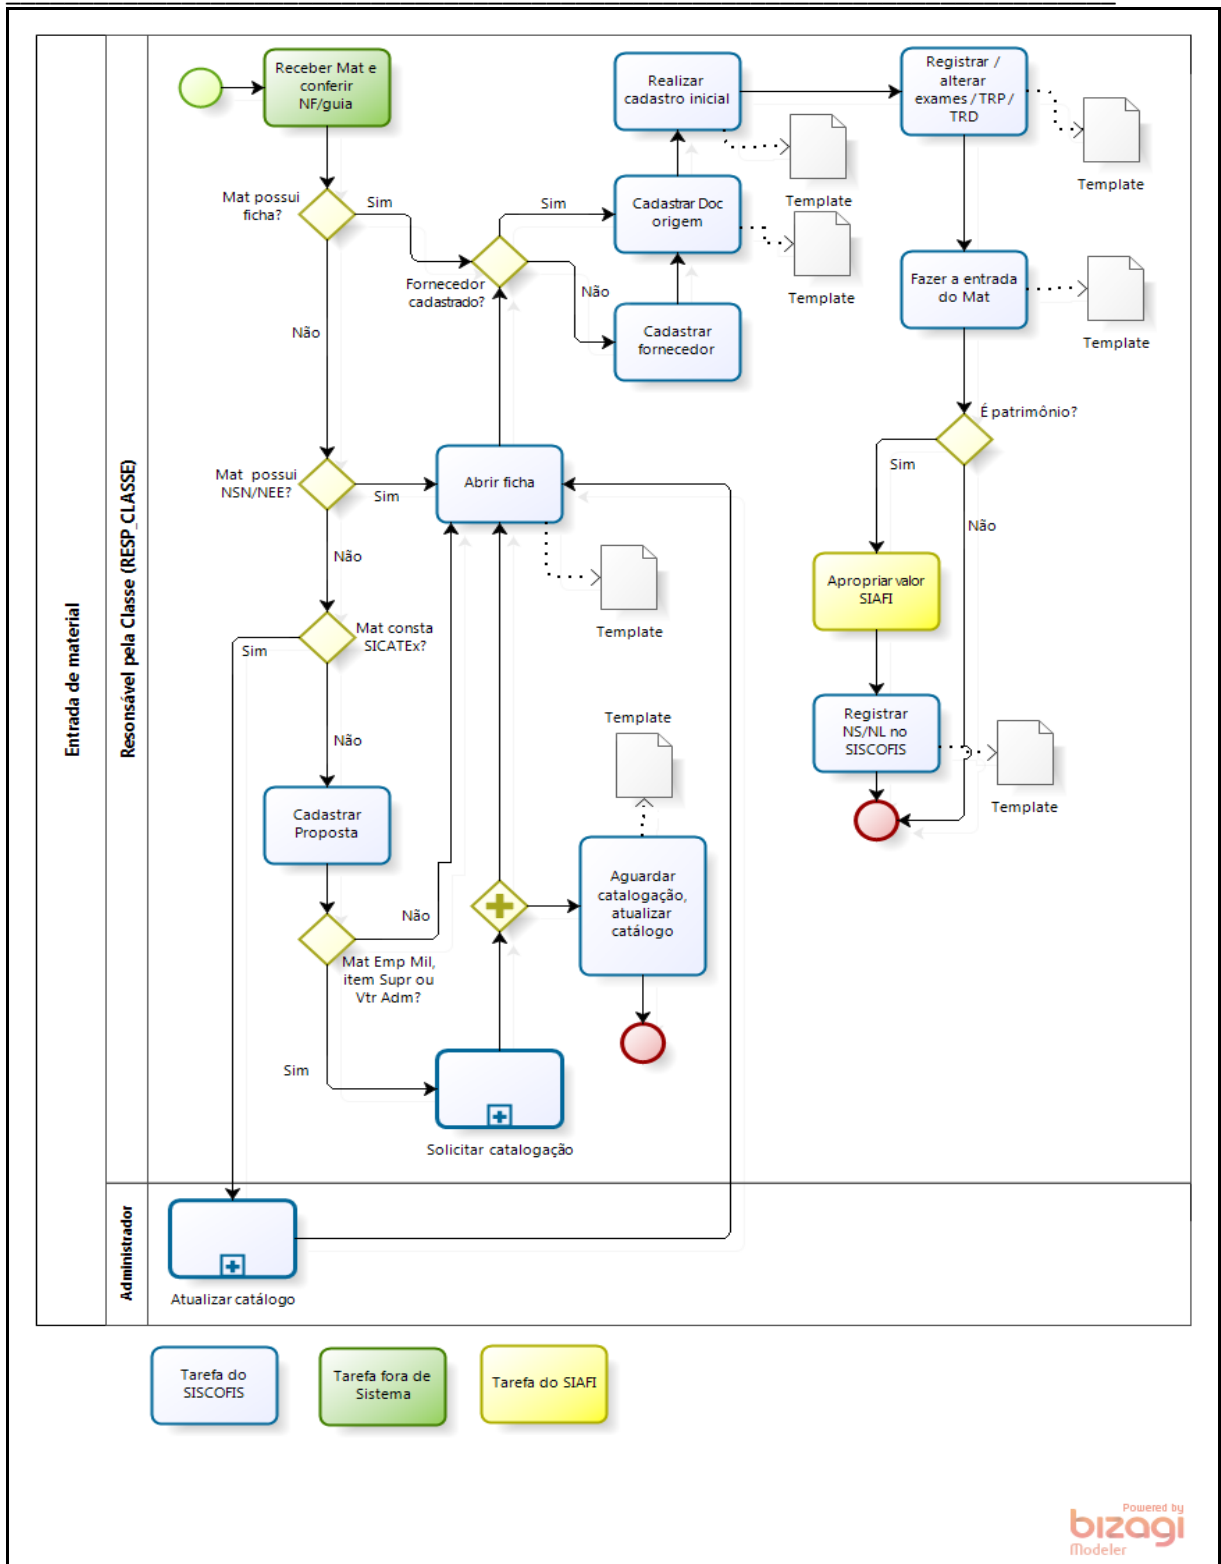 Entrada de material
Resonsável pela Classe (RESP_CLASSE)
Administrador
Receber Mat e
conferir
NF/guia
Mat possui
ficha?
Sim
Não
Fornecedor
cadastrado?
Sim
Não
Realizar
cadastro inicial
Template
Cadastrar Doc
origem
Template
Cadastrar
fornecedor
Registrar /
alterar
exames / TRP /
TRD
Template
Fazer a entrada
do Mat
Template
É patrimônio?
Sim
Não
Apropriar valor
SIAFI
Registrar
NS/NL no
SISCOFIS
Template
Mat possui
NSN/NEE?
Sim
Não
Abrir ficha
Template
Mat consta
SICATEx?
Sim
Não
Cadastrar
Proposta
Mat Emp Mil,
item Supr ou
Vtr Adm?
Não
Sim
Template
Aguardar
catalogação,
atualizar
catálogo
Solicitar catalogação
Atualizar catálogo
Tarefa do
SISCOFIS
Tarefa fora de
Sistema
Tarefa do SIAFI
Powered by
bizagi
Modeler